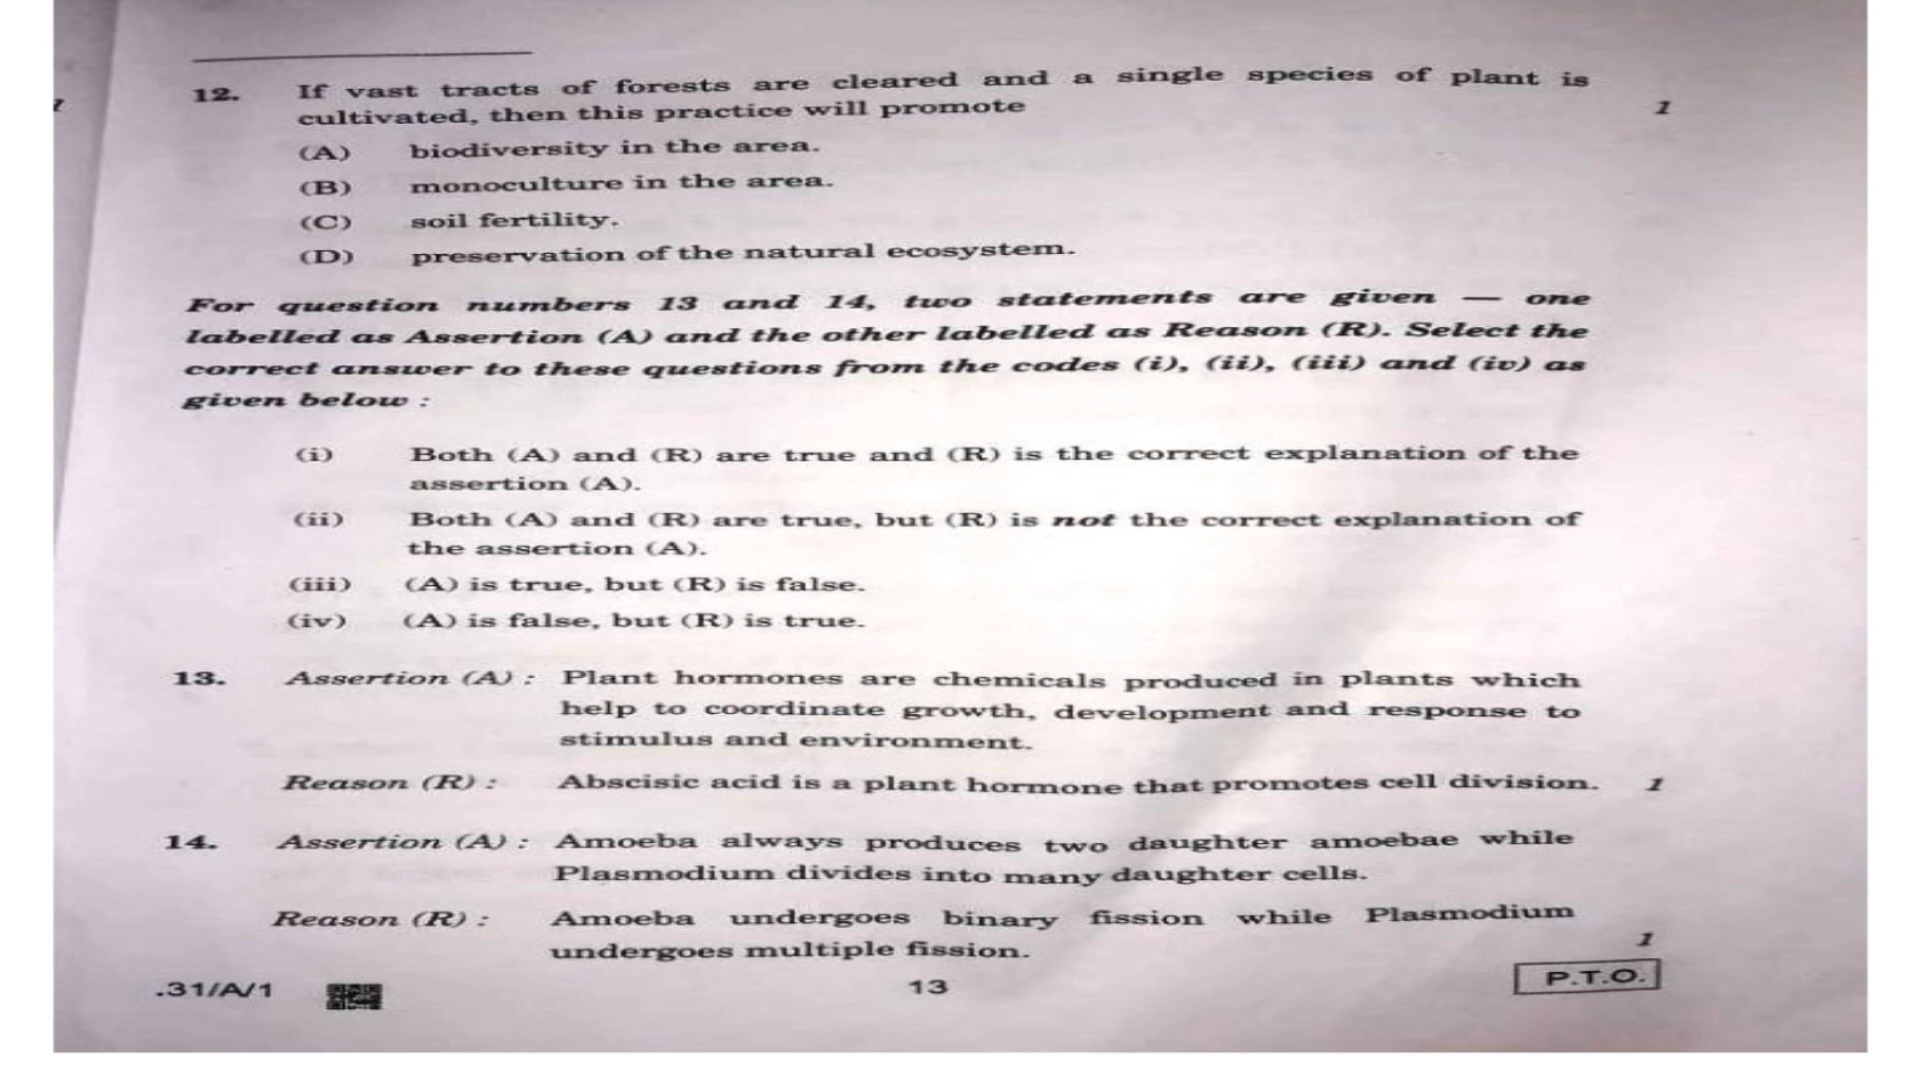 12. If vast tracts of forests are cleared and a single species of plant is
cultivated, then this practice will promote 1
(A) biodiversity in the area.
(B) monoculture in the area.
(C) soil fertility.
(D) preservation of the natural ecosystem.
For question numbers 13 and 14, two statements are given — one
labelled as Assertion (A) and the other labelled as Reason (R). Select the
correct answer to these questions from the codes (i), (ii), (iii) and (iv) as
given below :
(i) Both (A) and (R) are true and (R) is the correct explanation of the
assertion (A).
(ii) Both (A) and (R) are true, but (R) is not the correct explanation of
the assertion (A).
(iii) (A) is true, but (R) is false.
(iv) (A) is false, but (R) is true.
13. Assertion (A) : Plant hormones are chemicals produced in plants which
help to coordinate growth, development and response to
stimulus and environment.
Reason (R) : Abscisic acid is a plant hormone that promotes cell division. 1
14. Assertion (A) : Amoeba always produces two daughter amoebae while
Plasmodium divides into many daughter cells.
Reason (R) : Amoeba undergoes binary fission while Plasmodium
undergoes multiple fission. 1
.31/A/1 13 P.T.O.